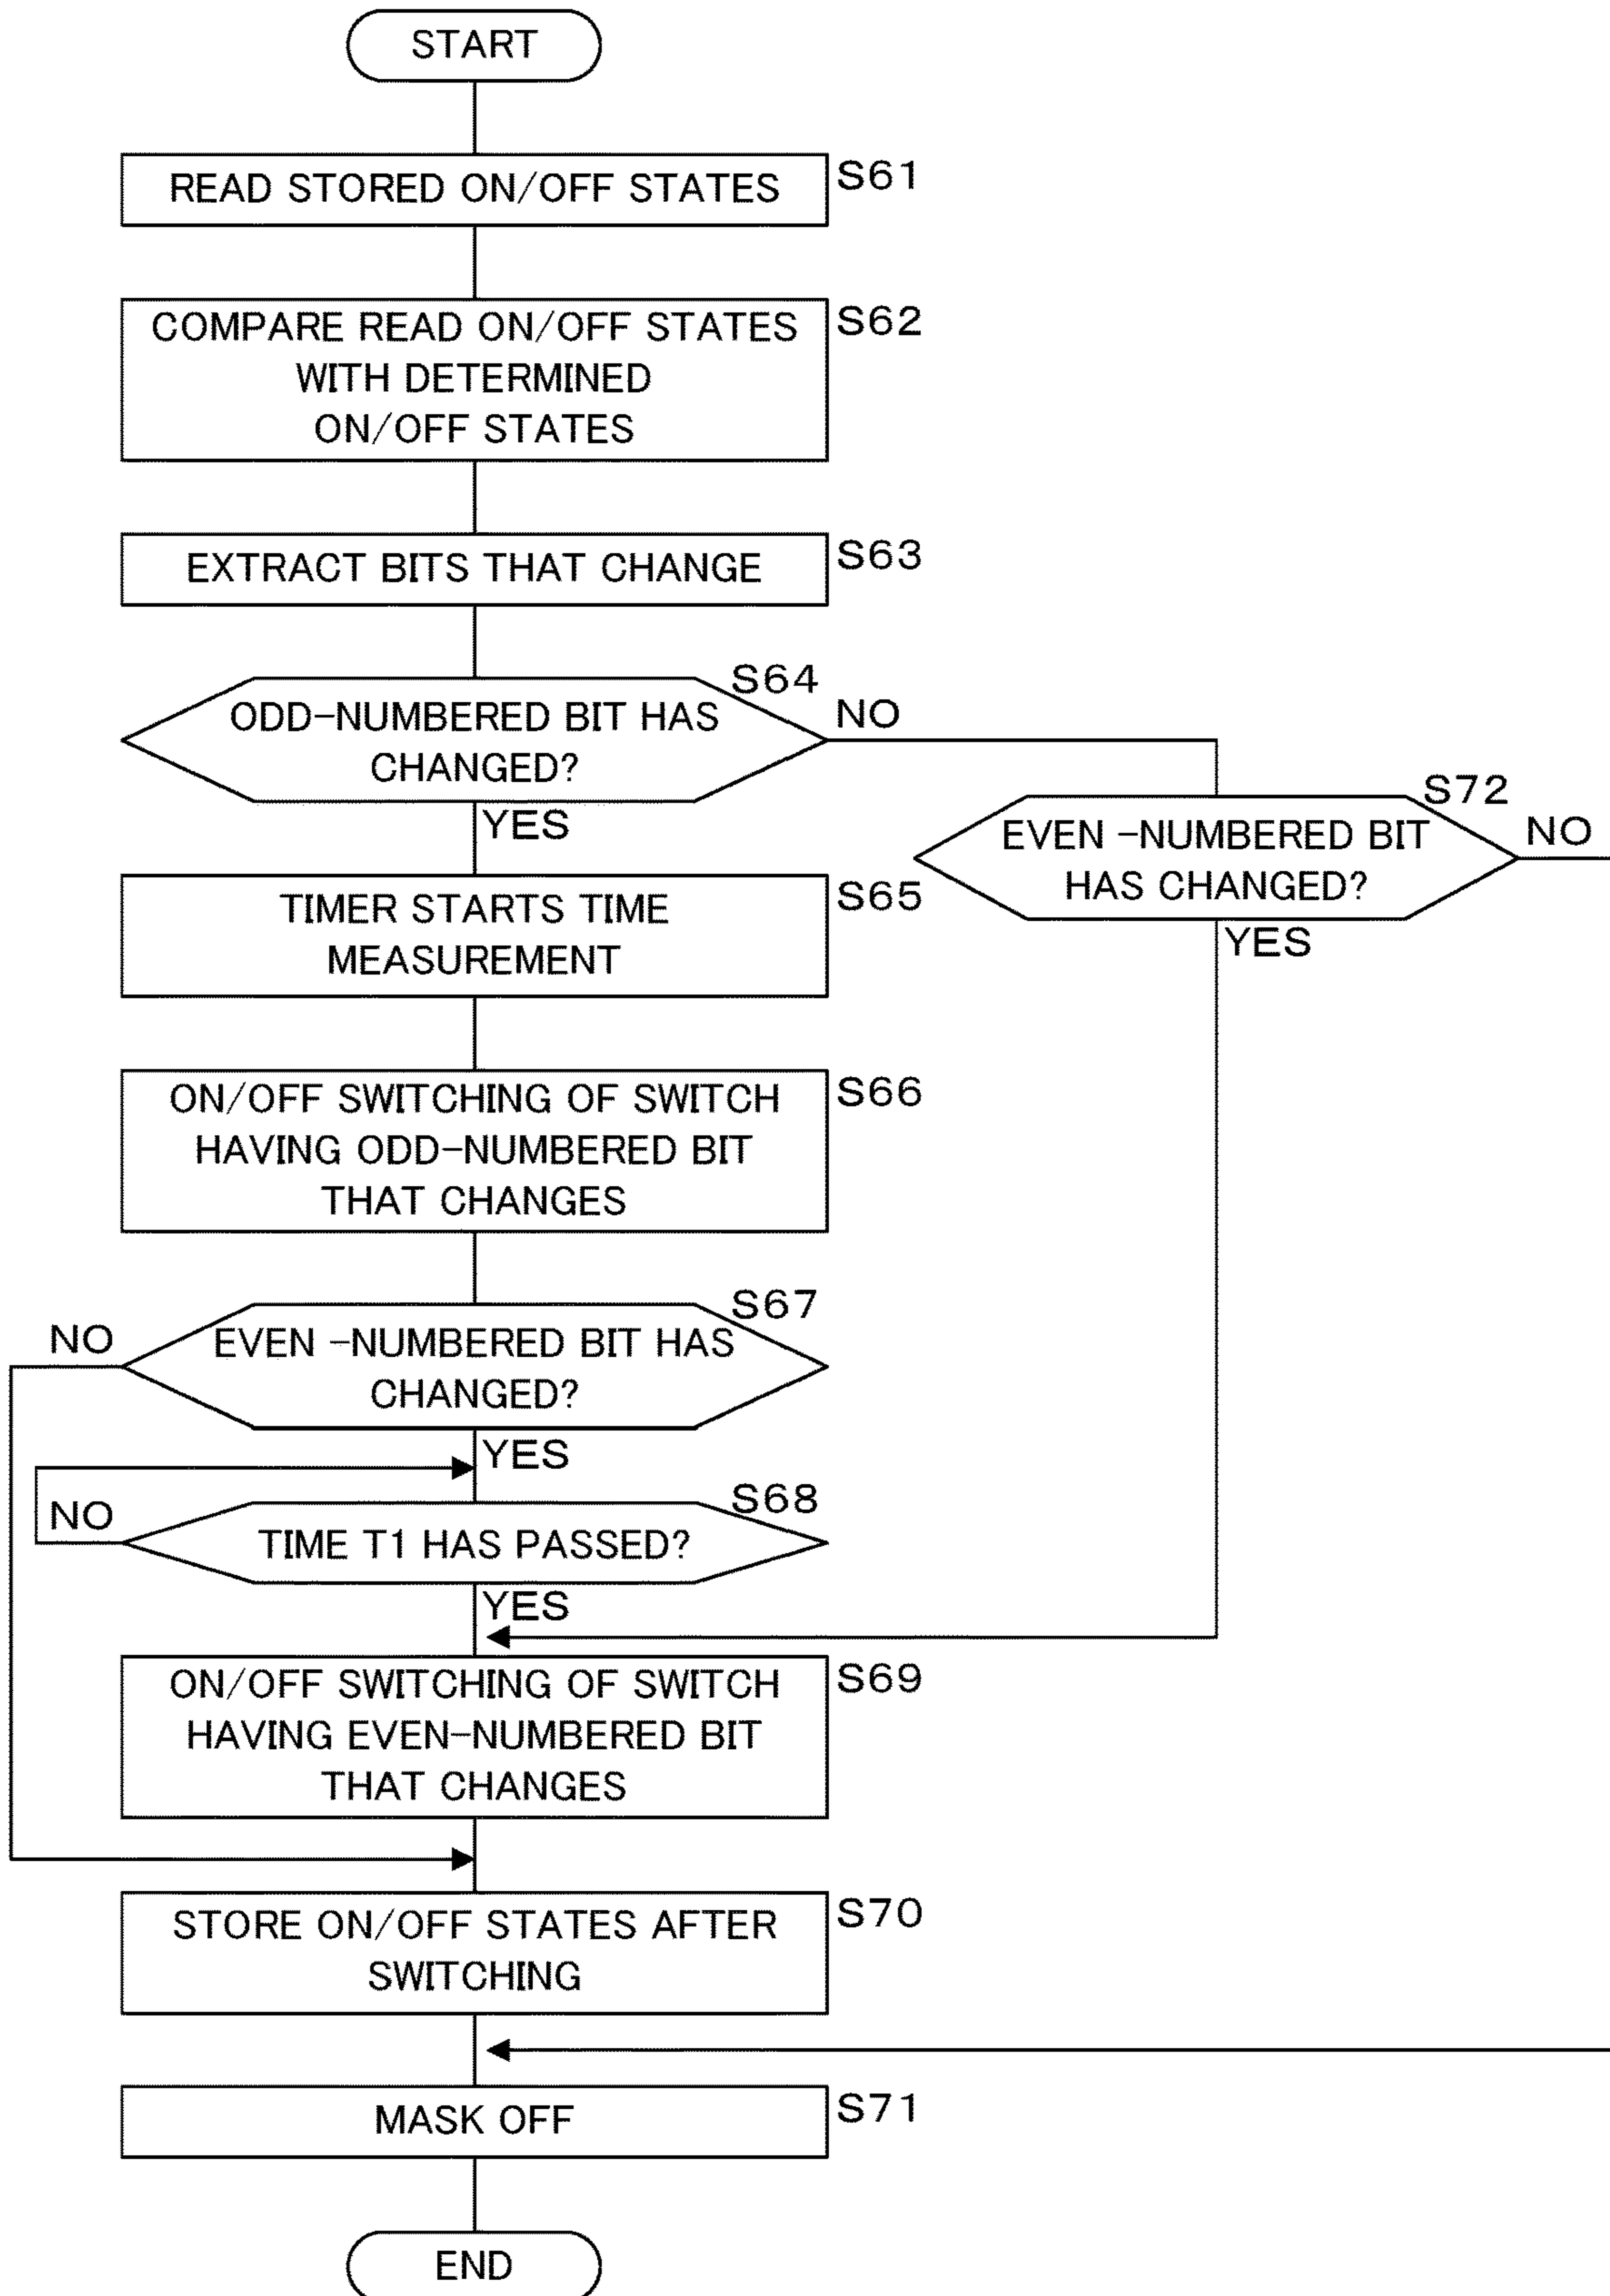 START
READ STORED ON/OFF STATES
S61
COMPARE READ ON/OFF STATES
WITH DETERMINED
ON/OFF STATES
S62
EXTRACT BITS THAT CHANGE
S63
S64
ODD-NUMBERED BIT HAS
CHANGED?
NO
YES
S72
EVEN -NUMBERED BIT
HAS CHANGED?
NO
YES
TIMER STARTS TIME
MEASUREMENT
S65
ON/OFF SWITCHING OF SWITCH
HAVING ODD-NUMBERED BIT
THAT CHANGES
S66
S67
EVEN -NUMBERED BIT HAS
CHANGED?
NO
YES
S68
TIME T1 HAS PASSED?
NO
YES
ON/OFF SWITCHING OF SWITCH
HAVING EVEN-NUMBERED BIT
THAT CHANGES
S69
STORE ON/OFF STATES AFTER
SWITCHING
S70
MASK OFF
S71
END